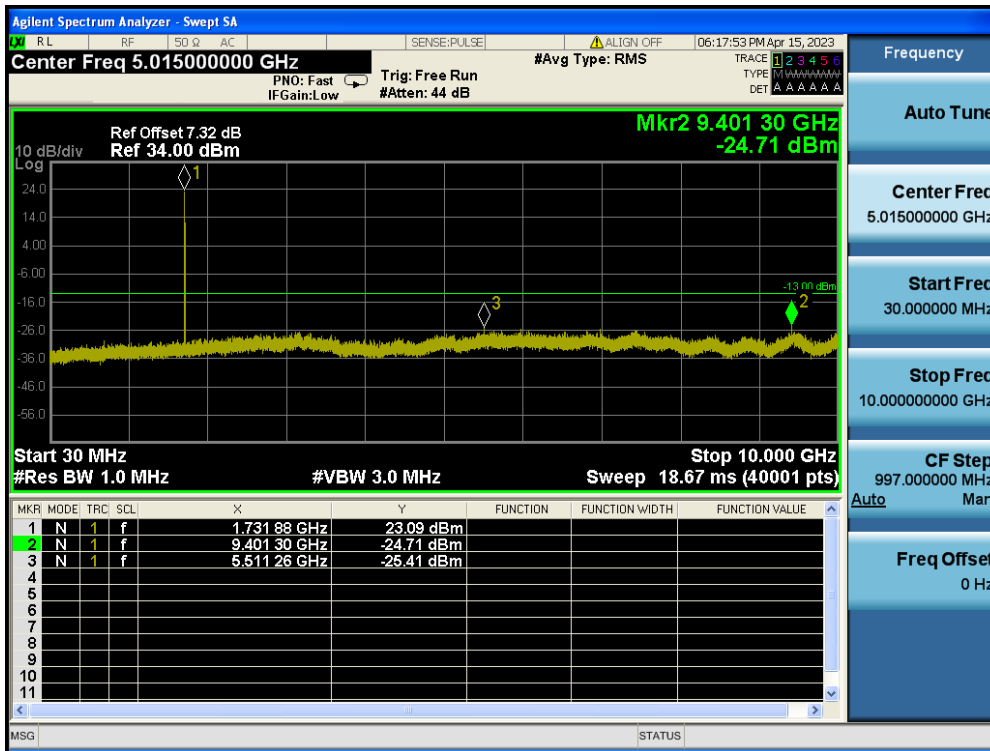 Agilent Spectrum Analyzer - Swept SA
LXI RL RF 50 Ω AC SENSE:PULSE ALIGN OFF 06:17:53 PM Apr 15, 2023
Center Freq 5.015000000 GHz #Avg Type: RMS TRACE 1 2 3 4 5 6
PNO: Fast Trig: Free Run TYPE M WWWWW
IFGain:Low #Atten: 44 dB DET A A A A A A
Mkr2 9.401 30 GHz
-24.71 dBm
Ref Offset 7.32 dB
10 dB/div Ref 34.00 dBm
Log
1
24.0
14.0
4.00
-6.00
-13.00 dBm
-16.0
3
2
-26.0
-36.0
-46.0
-56.0
Start 30 MHz Stop 10.000 GHz
#Res BW 1.0 MHz #VBW 3.0 MHz Sweep 18.67 ms (40001 pts)
MKR MODE TRC SCL X Y FUNCTION FUNCTION WIDTH FUNCTION VALUE
1 N 1 f 1.731 88 GHz 23.09 dBm
2 N 1 f 9.401 30 GHz -24.71 dBm
3 N 1 f 5.511 26 GHz -25.41 dBm
4
5
6
7
8
9
10
11
MSG STATUS
Frequency
Auto Tune
Center Freq
5.015000000 GHz
Start Freq
30.000000 MHz
Stop Freq
10.000000000 GHz
CF Step
997.000000 MHz
Auto Man
Freq Offset
0 Hz